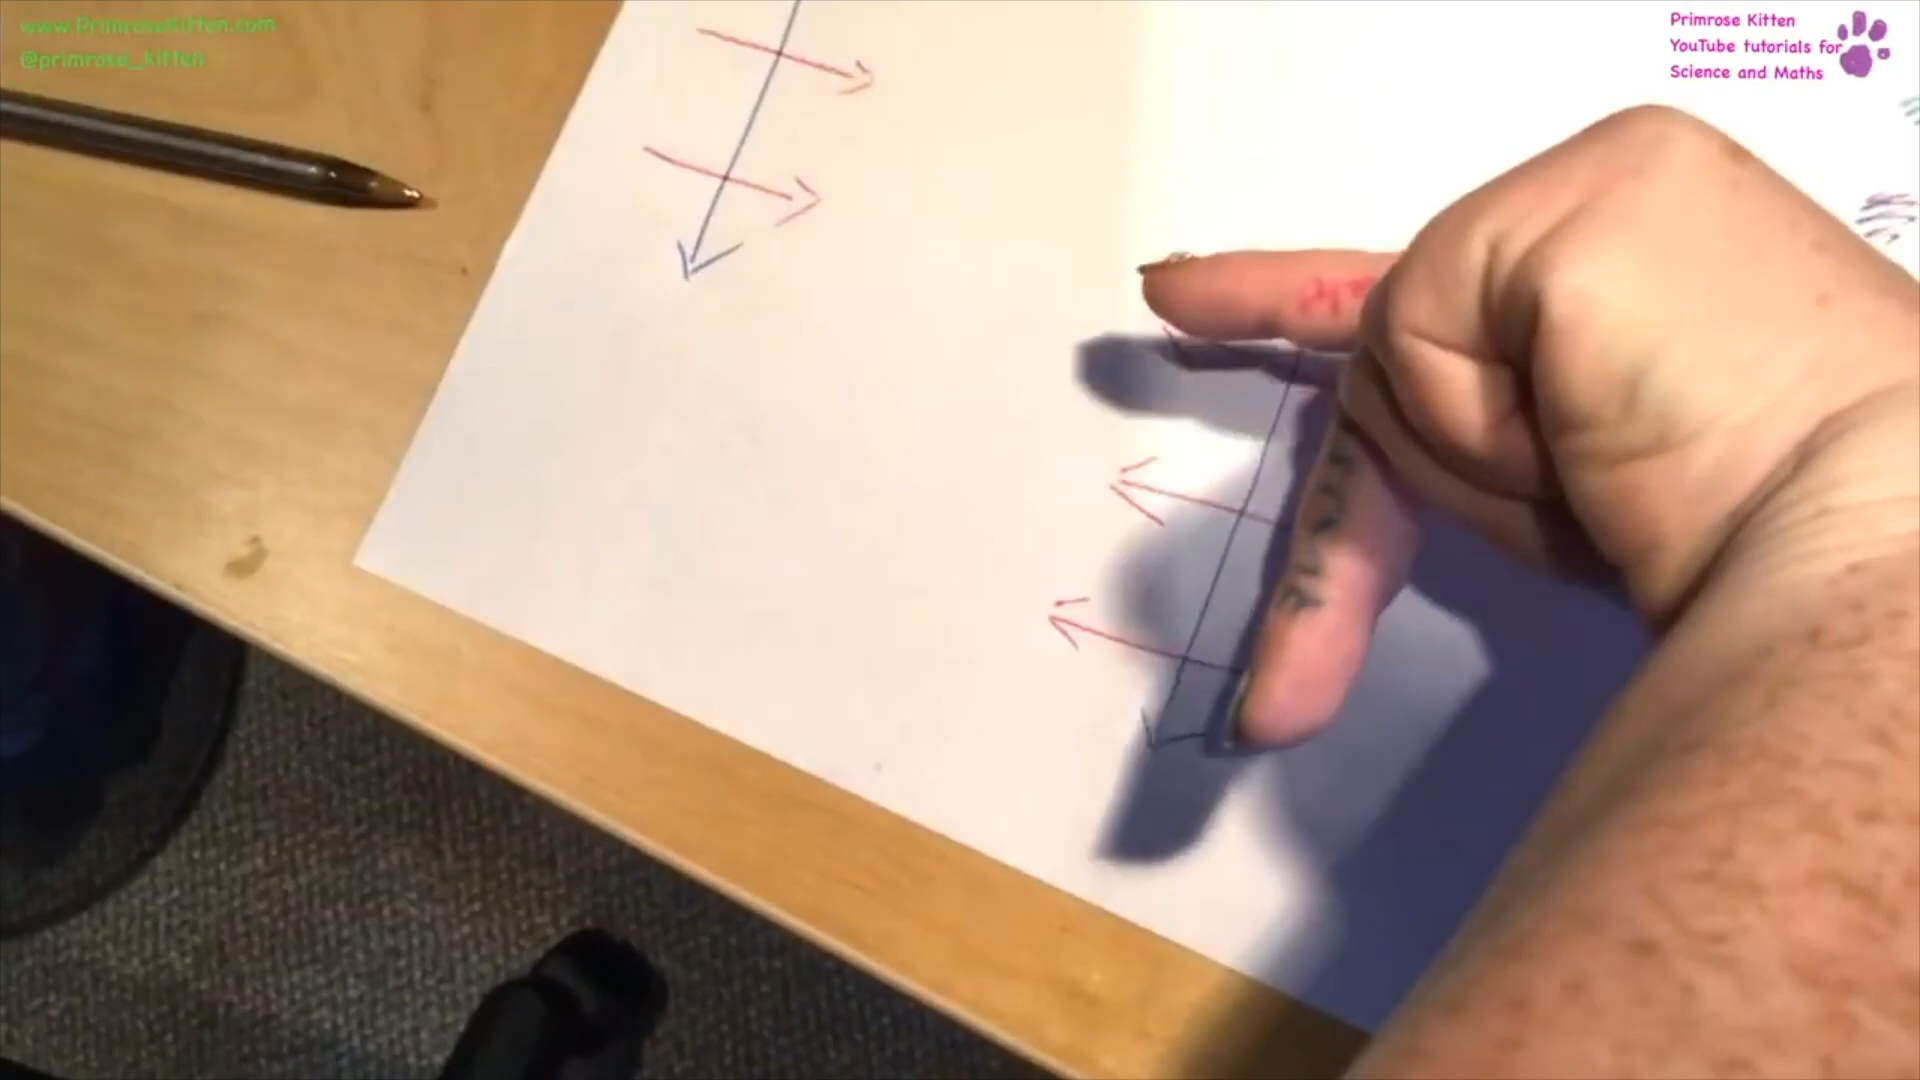 www.PrimroseKitten.com
@primrose_kitten
Primrose Kitten
YouTube tutorials for
Science and Maths